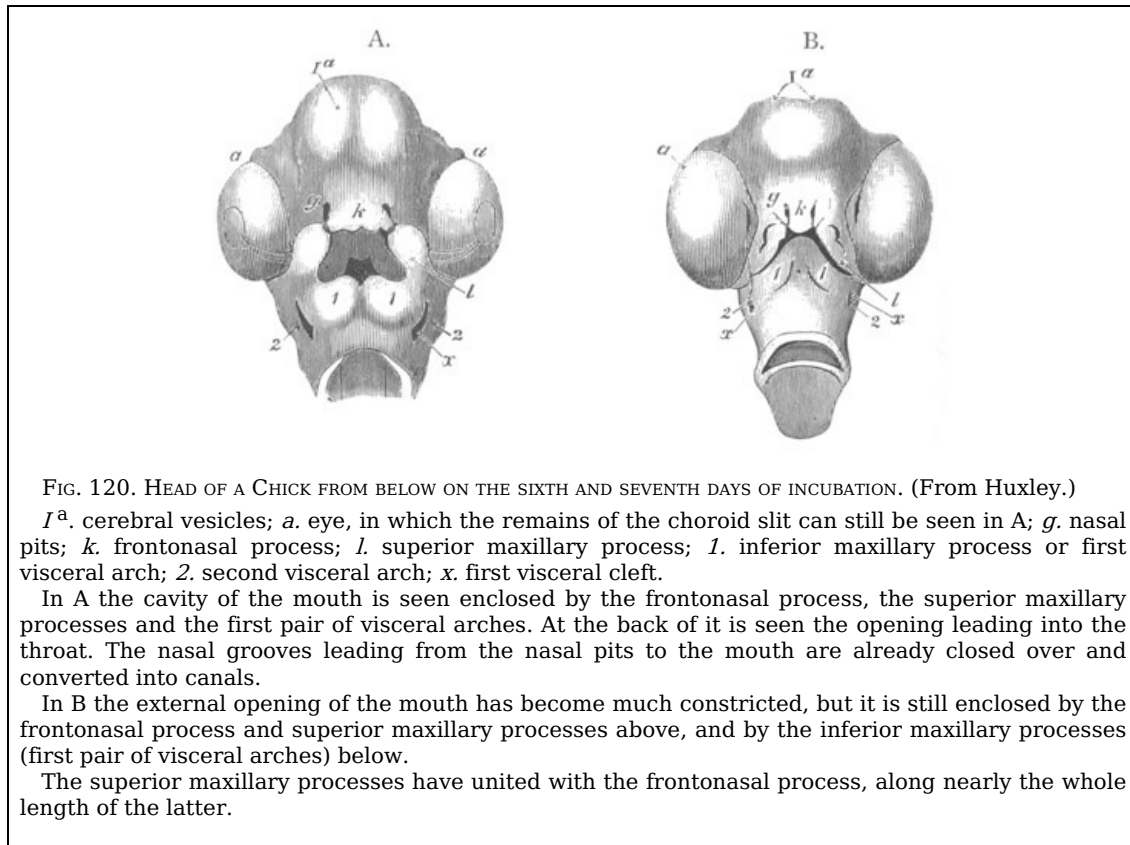 A. B.
I a I a
a a a
g k g k
l l
1 1 1 1
2 2 2 2
x x x
FIG. 120. HEAD OF A CHICK FROM BELOW ON THE SIXTH AND SEVENTH DAYS OF INCUBATION. (From Huxley.)
I a. cerebral vesicles; a. eye, in which the remains of the choroid slit can still be seen in A; g. nasal
pits; k. frontonasal process; l. superior maxillary process; 1. inferior maxillary process or first
visceral arch; 2. second visceral arch; x. first visceral cleft.
In A the cavity of the mouth is seen enclosed by the frontonasal process, the superior maxillary
processes and the first pair of visceral arches. At the back of it is seen the opening leading into the
throat. The nasal grooves leading from the nasal pits to the mouth are already closed over and
converted into canals.
In B the external opening of the mouth has become much constricted, but it is still enclosed by the
frontonasal process and superior maxillary processes above, and by the inferior maxillary processes
(first pair of visceral arches) below.
The superior maxillary processes have united with the frontonasal process, along nearly the whole
length of the latter.